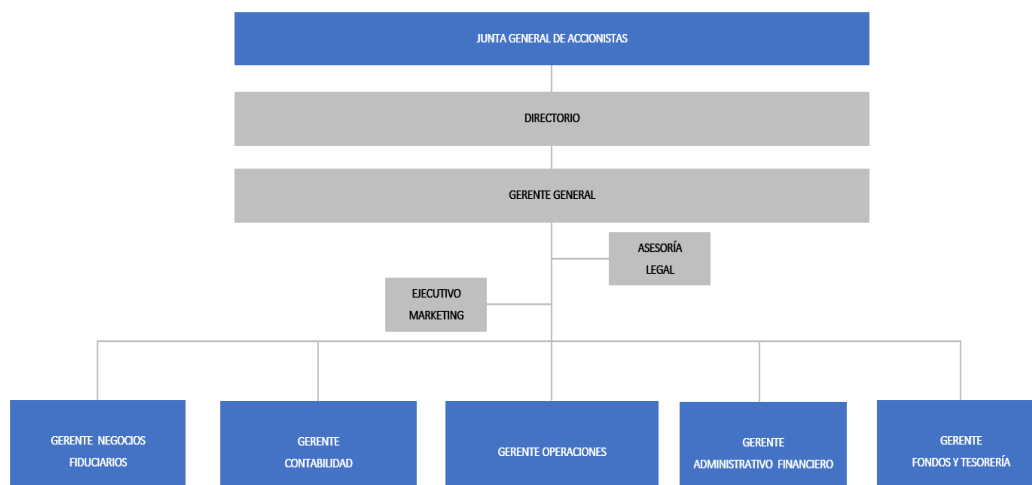 JUNTA GENERAL DE ACCIONISTAS
DIRECTORIO
GERENTE GENERAL
ASESORÍA
LEGAL
EJECUTIVO
MARKETING
GERENTE NEGOCIOS
FIDUCIARIOS
GERENTE
CONTABILIDAD
GERENTE OPERACIONES
GERENTE
ADMINISTRATIVO FINANCIERO
GERENTE
FONDOS Y TESORERÍA